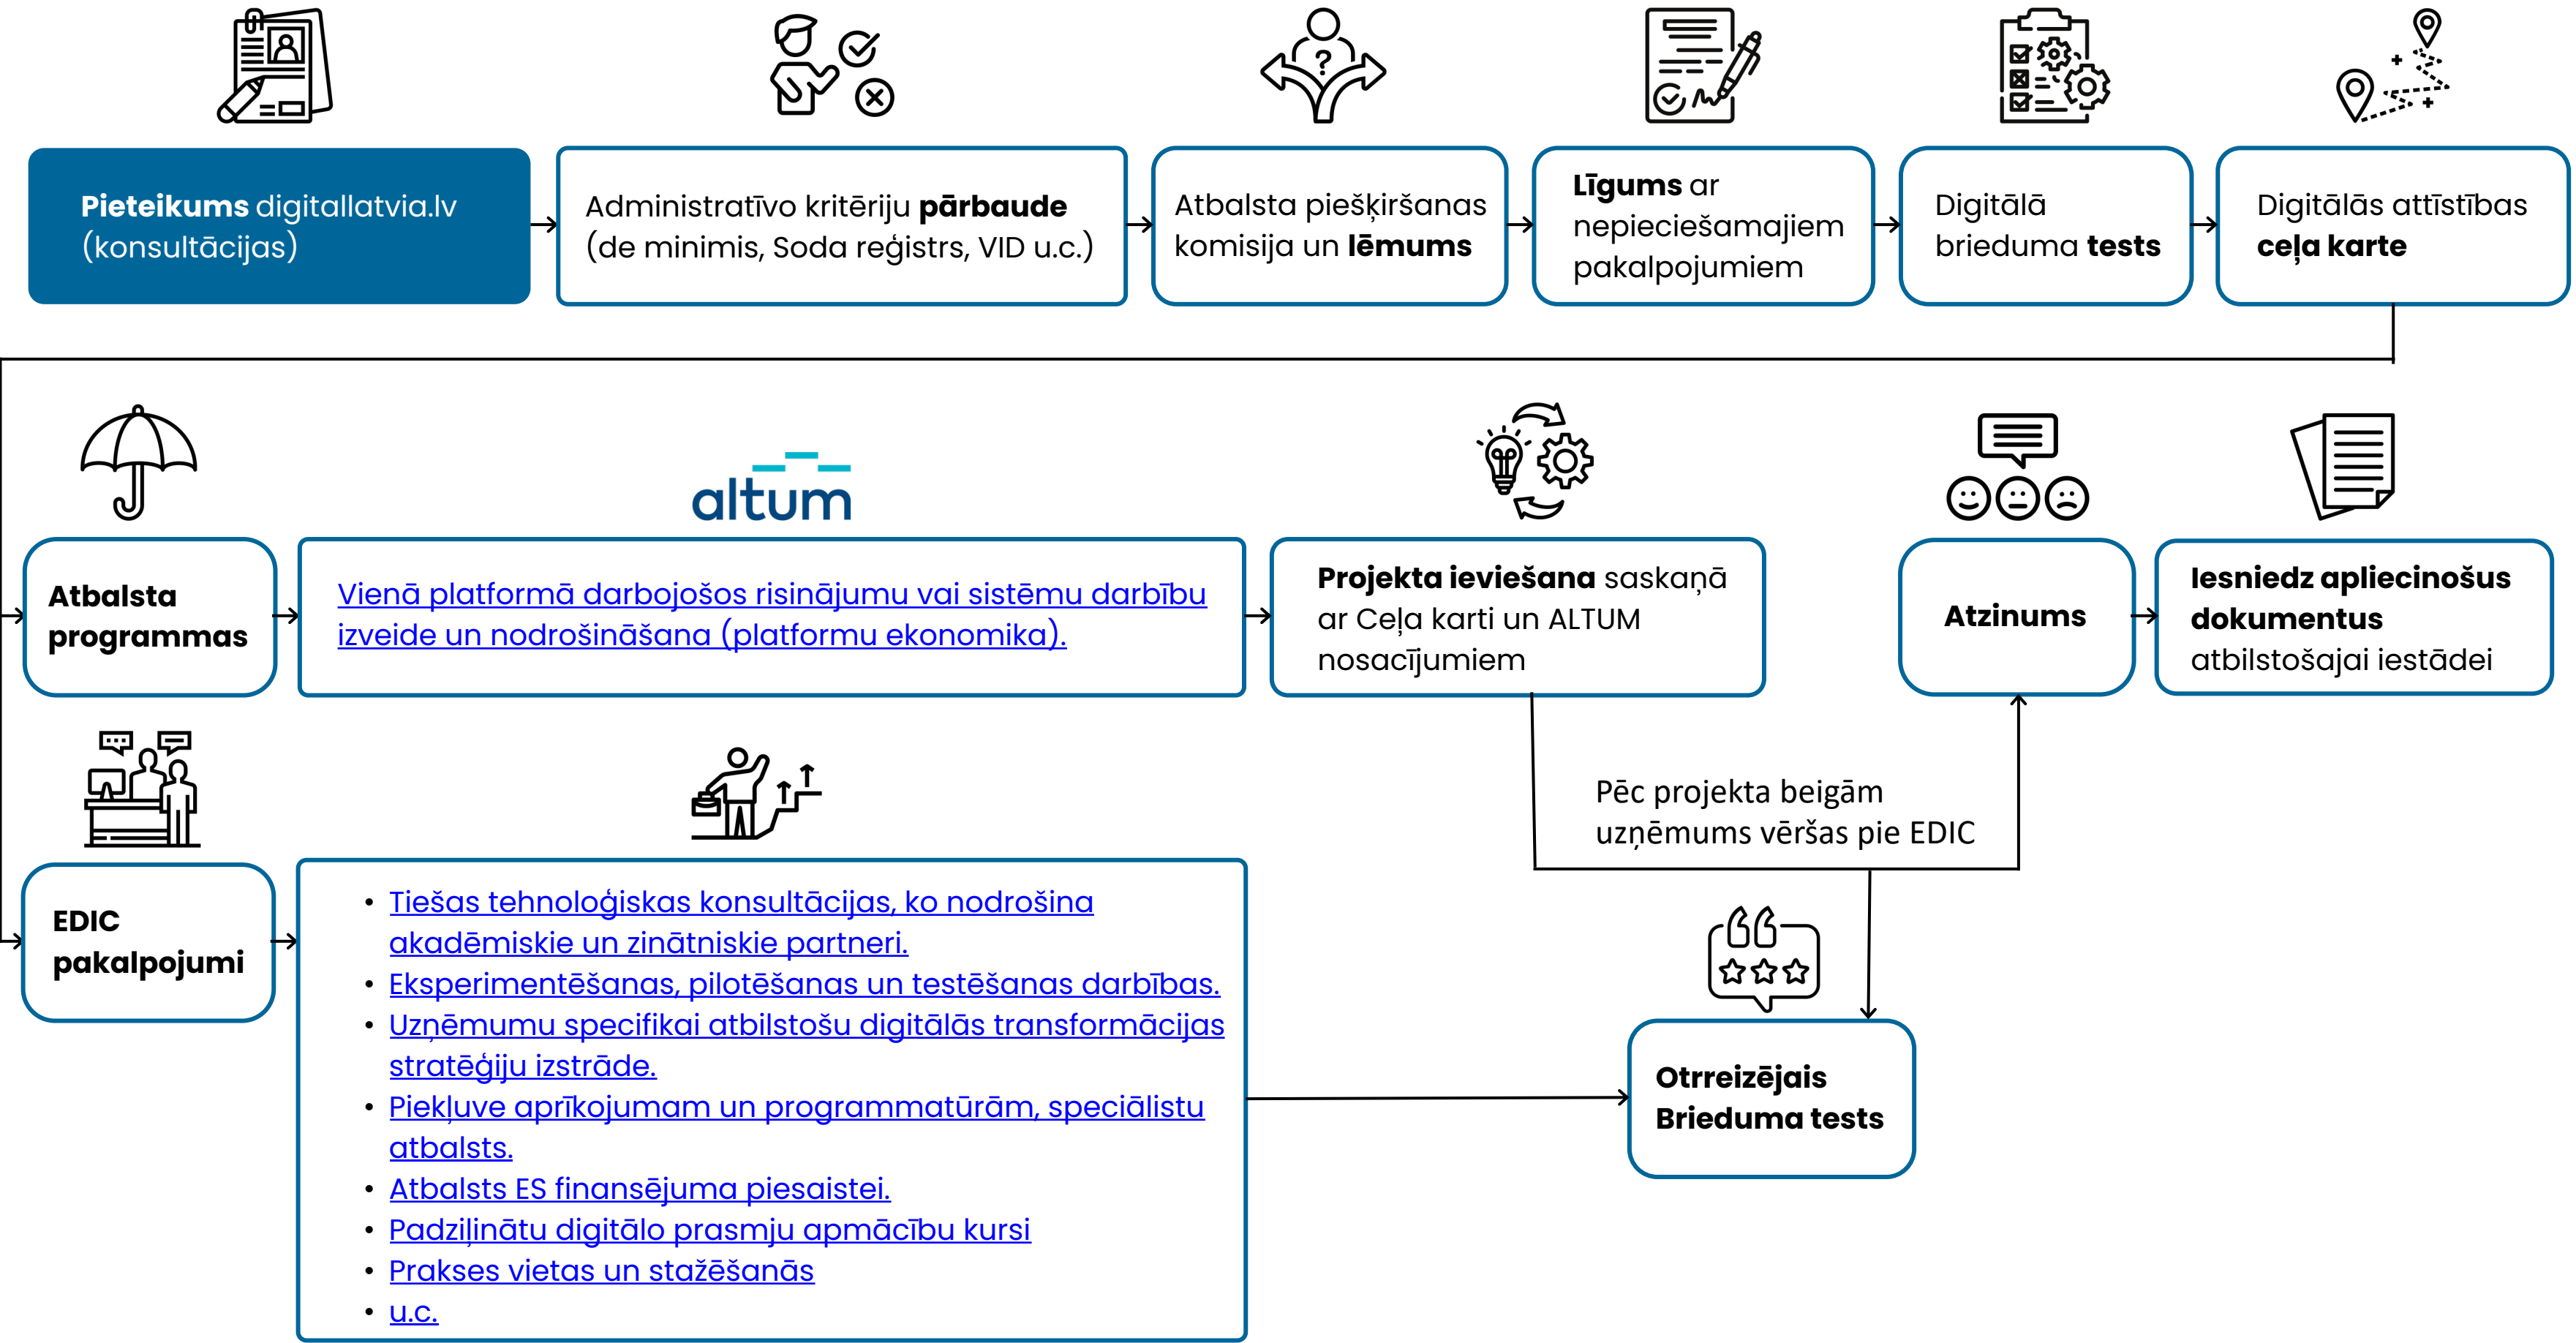 Pieteikums digitallatvia.lv
(konsultācijas)
Administratīvo kritēriju pārbaude
(de minimis, Soda reģistrs, VID u.c.)
Atbalsta piešķiršanas
komisija un lēmums
Līgums ar
nepieciešamajiem
pakalpojumiem
Digitālā
brieduma tests
Digitālās attīstības
ceļa karte
altum
Atbalsta
programmas
Vienā platformā darbojošos risinājumu vai sistēmu darbību
izveide un nodrošināšana (platformu ekonomika).
Projekta ieviešana saskaņā
ar Ceļa karti un ALTUM
nosacījumiem
Atzinums
Iesniedz apliecinošus
dokumentus
atbilstošajai iestādei
Pēc projekta beigām
uzņēmums vēršas pie EDIC
EDIC
pakalpojumi
• Tiešas tehnoloģiskas konsultācijas, ko nodrošina
akadēmiskie un zinātniskie partneri.
• Eksperimentēšanas, pilotēšanas un testēšanas darbības.
• Uzņēmumu specifikai atbilstošu digitālās transformācijas
stratēģiju izstrāde.
• Piekļuve aprīkojumam un programmatūrām, speciālistu
atbalsts.
• Atbalsts ES finansējuma piesaistei.
• Padziļinātu digitālo prasmju apmācību kursi
• Prakses vietas un stažēšanās
• u.c.
Otrreizējais
Brieduma tests